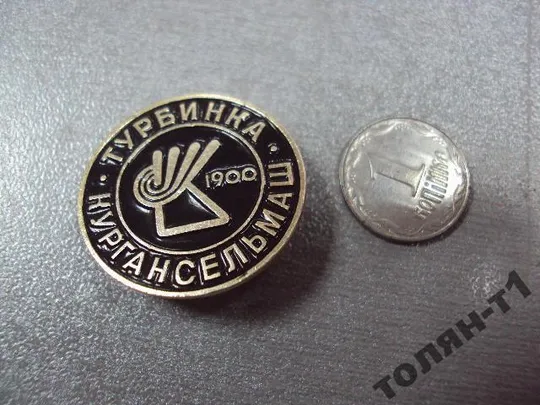 ТУРБИНКА
1900
КУРГАНСЕЛЬМАШ
1
копійка
ТОЛЯН-Т1